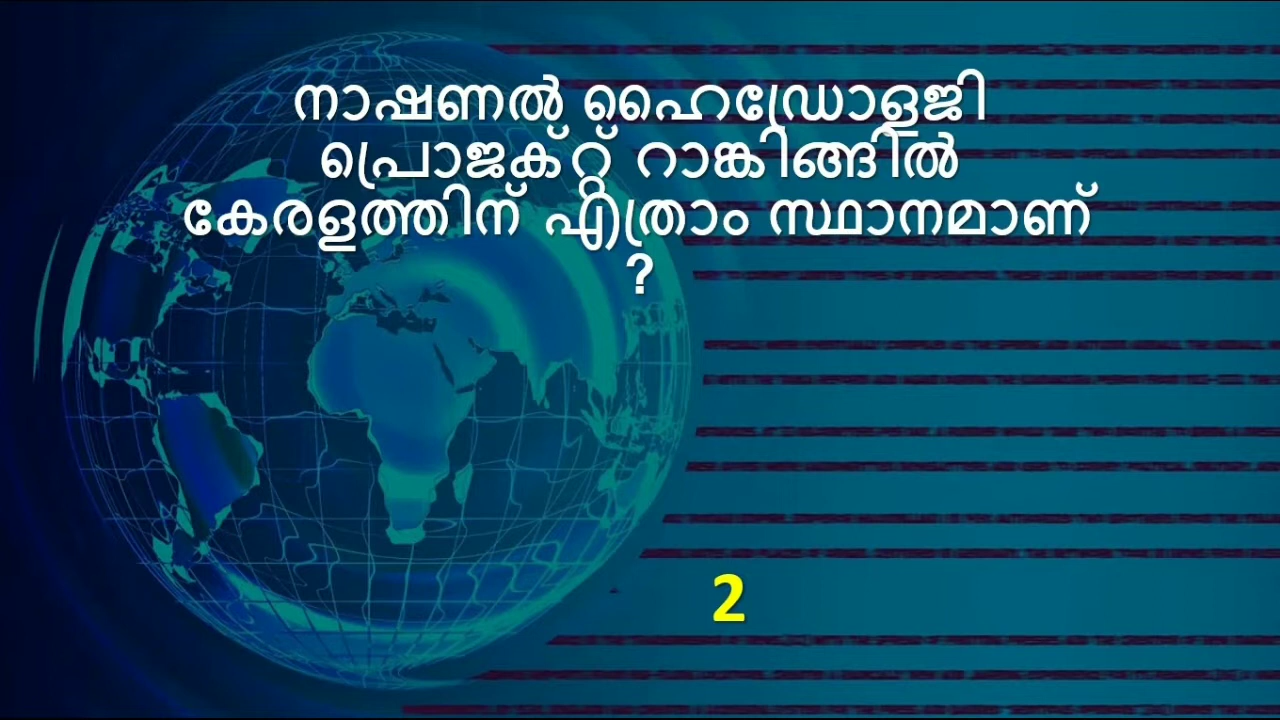 നാഷണൽ ഹൈഡ്രോളജി
പ്രൊജക്റ്റ് റാങ്കിങ്ങിൽ
കേരളത്തിന് എത്രാം സ്ഥാനമാണ്
?
2